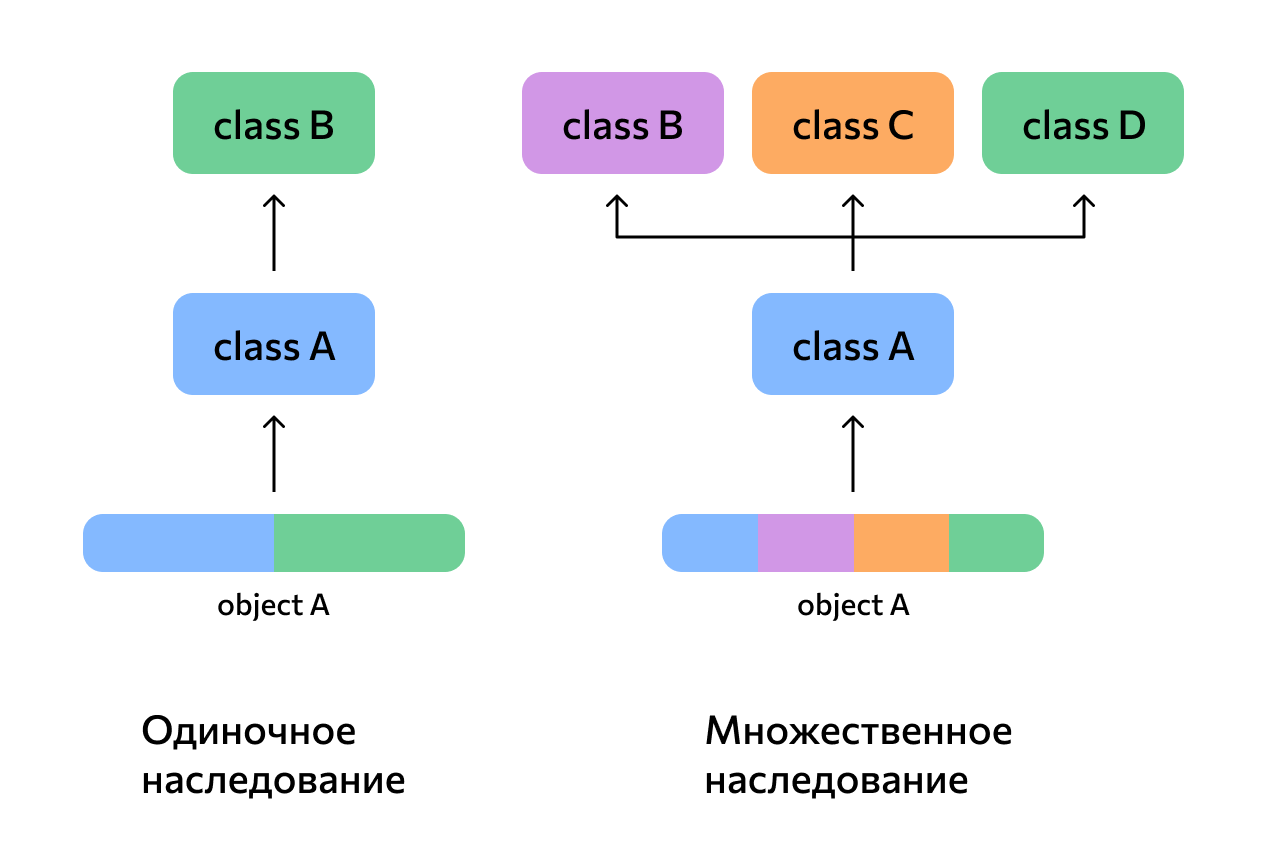 class B
class A
object A
Одиночное
наследование
class B
class C
class D
class A
object A
Множественное
наследование